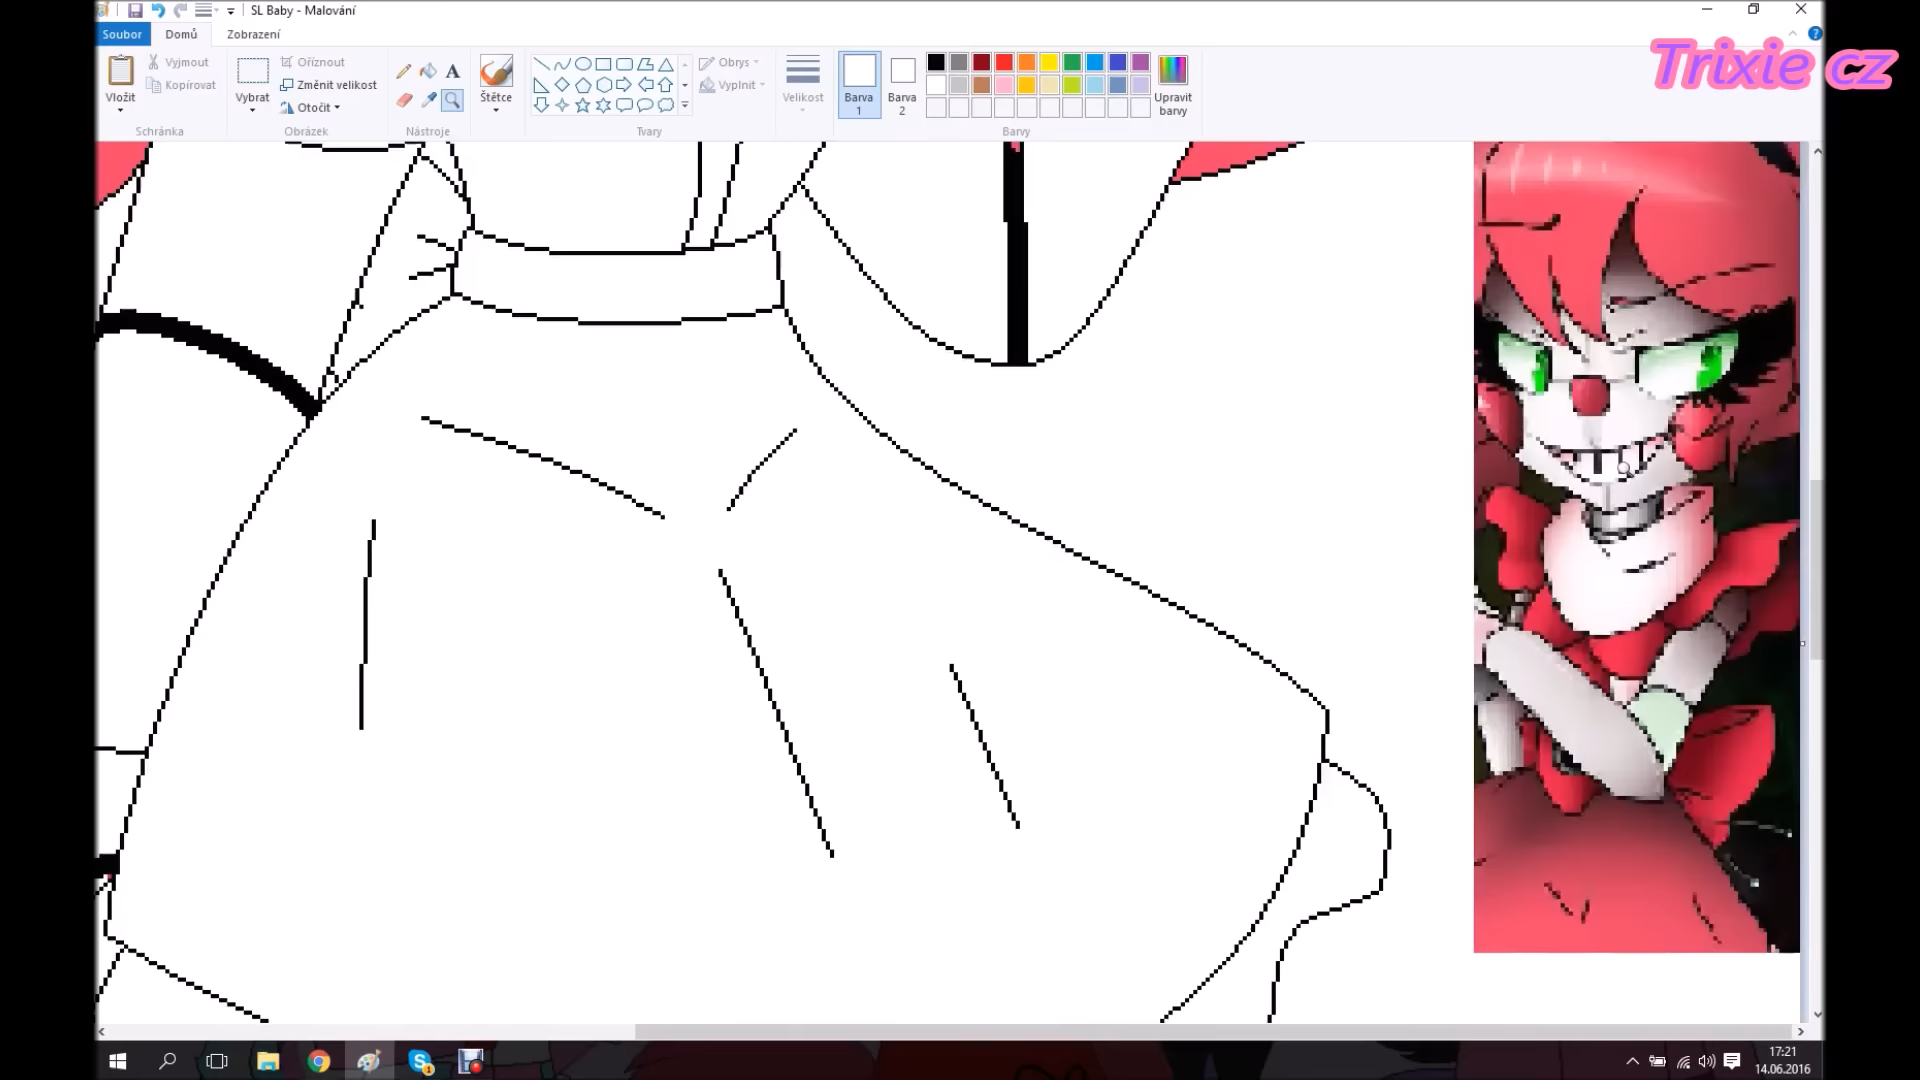 SL Baby - Malování
Soubor Domů Zobrazení
Vložit
Vyjmout
Kopírovat
Schránka
Vybrat
Oříznout
Změnit velikost
Otočit
Obrázek
A
Nástroje
Štětce
Obrys
Vyplnit
Tvary
Velikost
Barva
1
Barva
2
Upravit
barvy
Barvy
Trixie cz
17:21
14.06.2016